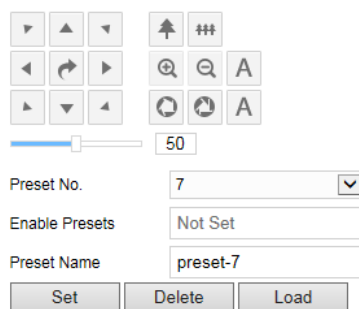 A
A
50
Preset No. 7
Enable Presets Not Set
Preset Name preset-7
Set Delete Load